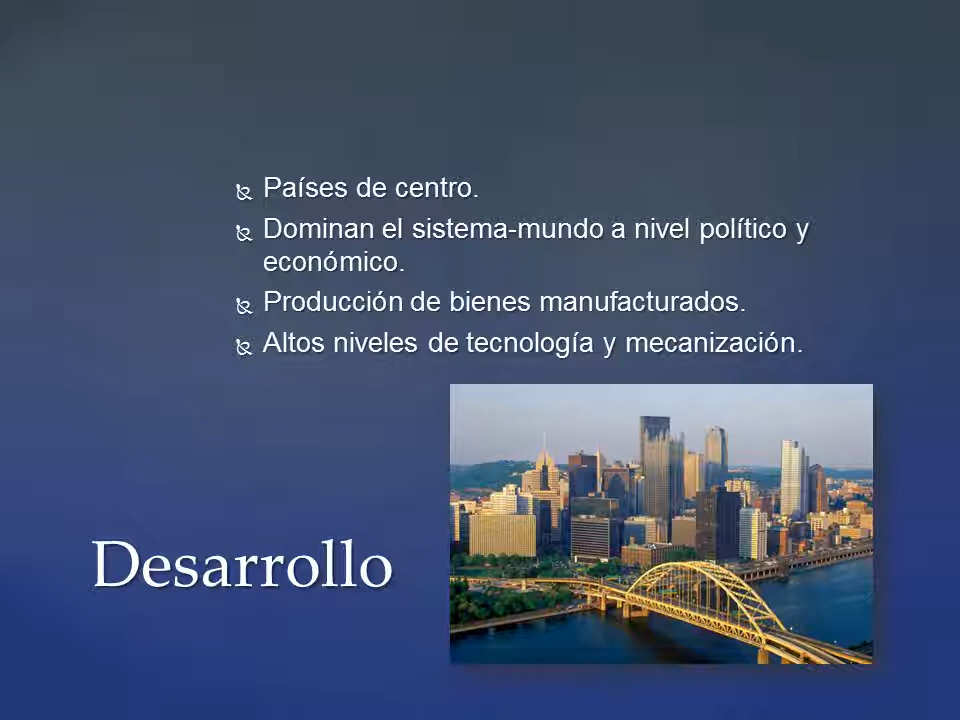 Países de centro.
Dominan el sistema-mundo a nivel político y
económico.
Producción de bienes manufacturados.
Altos niveles de tecnología y mecanización.
Desarrollo